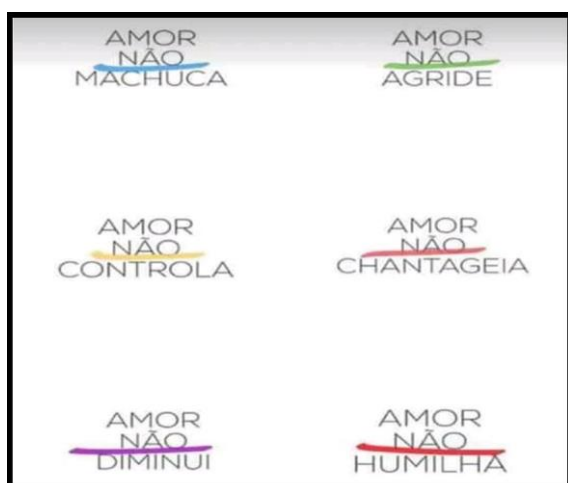 AMOR
NÃO
MACHUCA
AMOR
NÃO
AGRIDE
AMOR
NÃO
CONTROLA
AMOR
NÃO
CHANTAGEIA
AMOR
NÃO
DIMINUI
AMOR
NÃO
HUMILHA